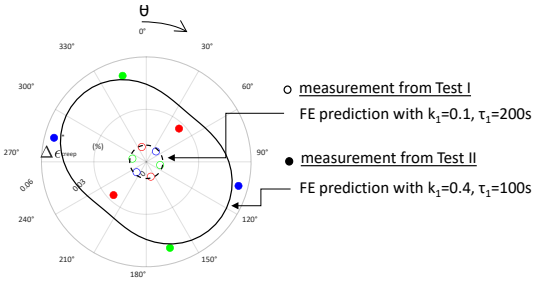 θ
0°
330°
30°
300°
60°
measurement from Test I
FE prediction with k₁=0.1, τ₁=200s
(%)
270°
Δϵcreep
90°
measurement from Test II
FE prediction with k₁=0.4, τ₁=100s
0.06
0.03
240°
120°
210°
150°
180°